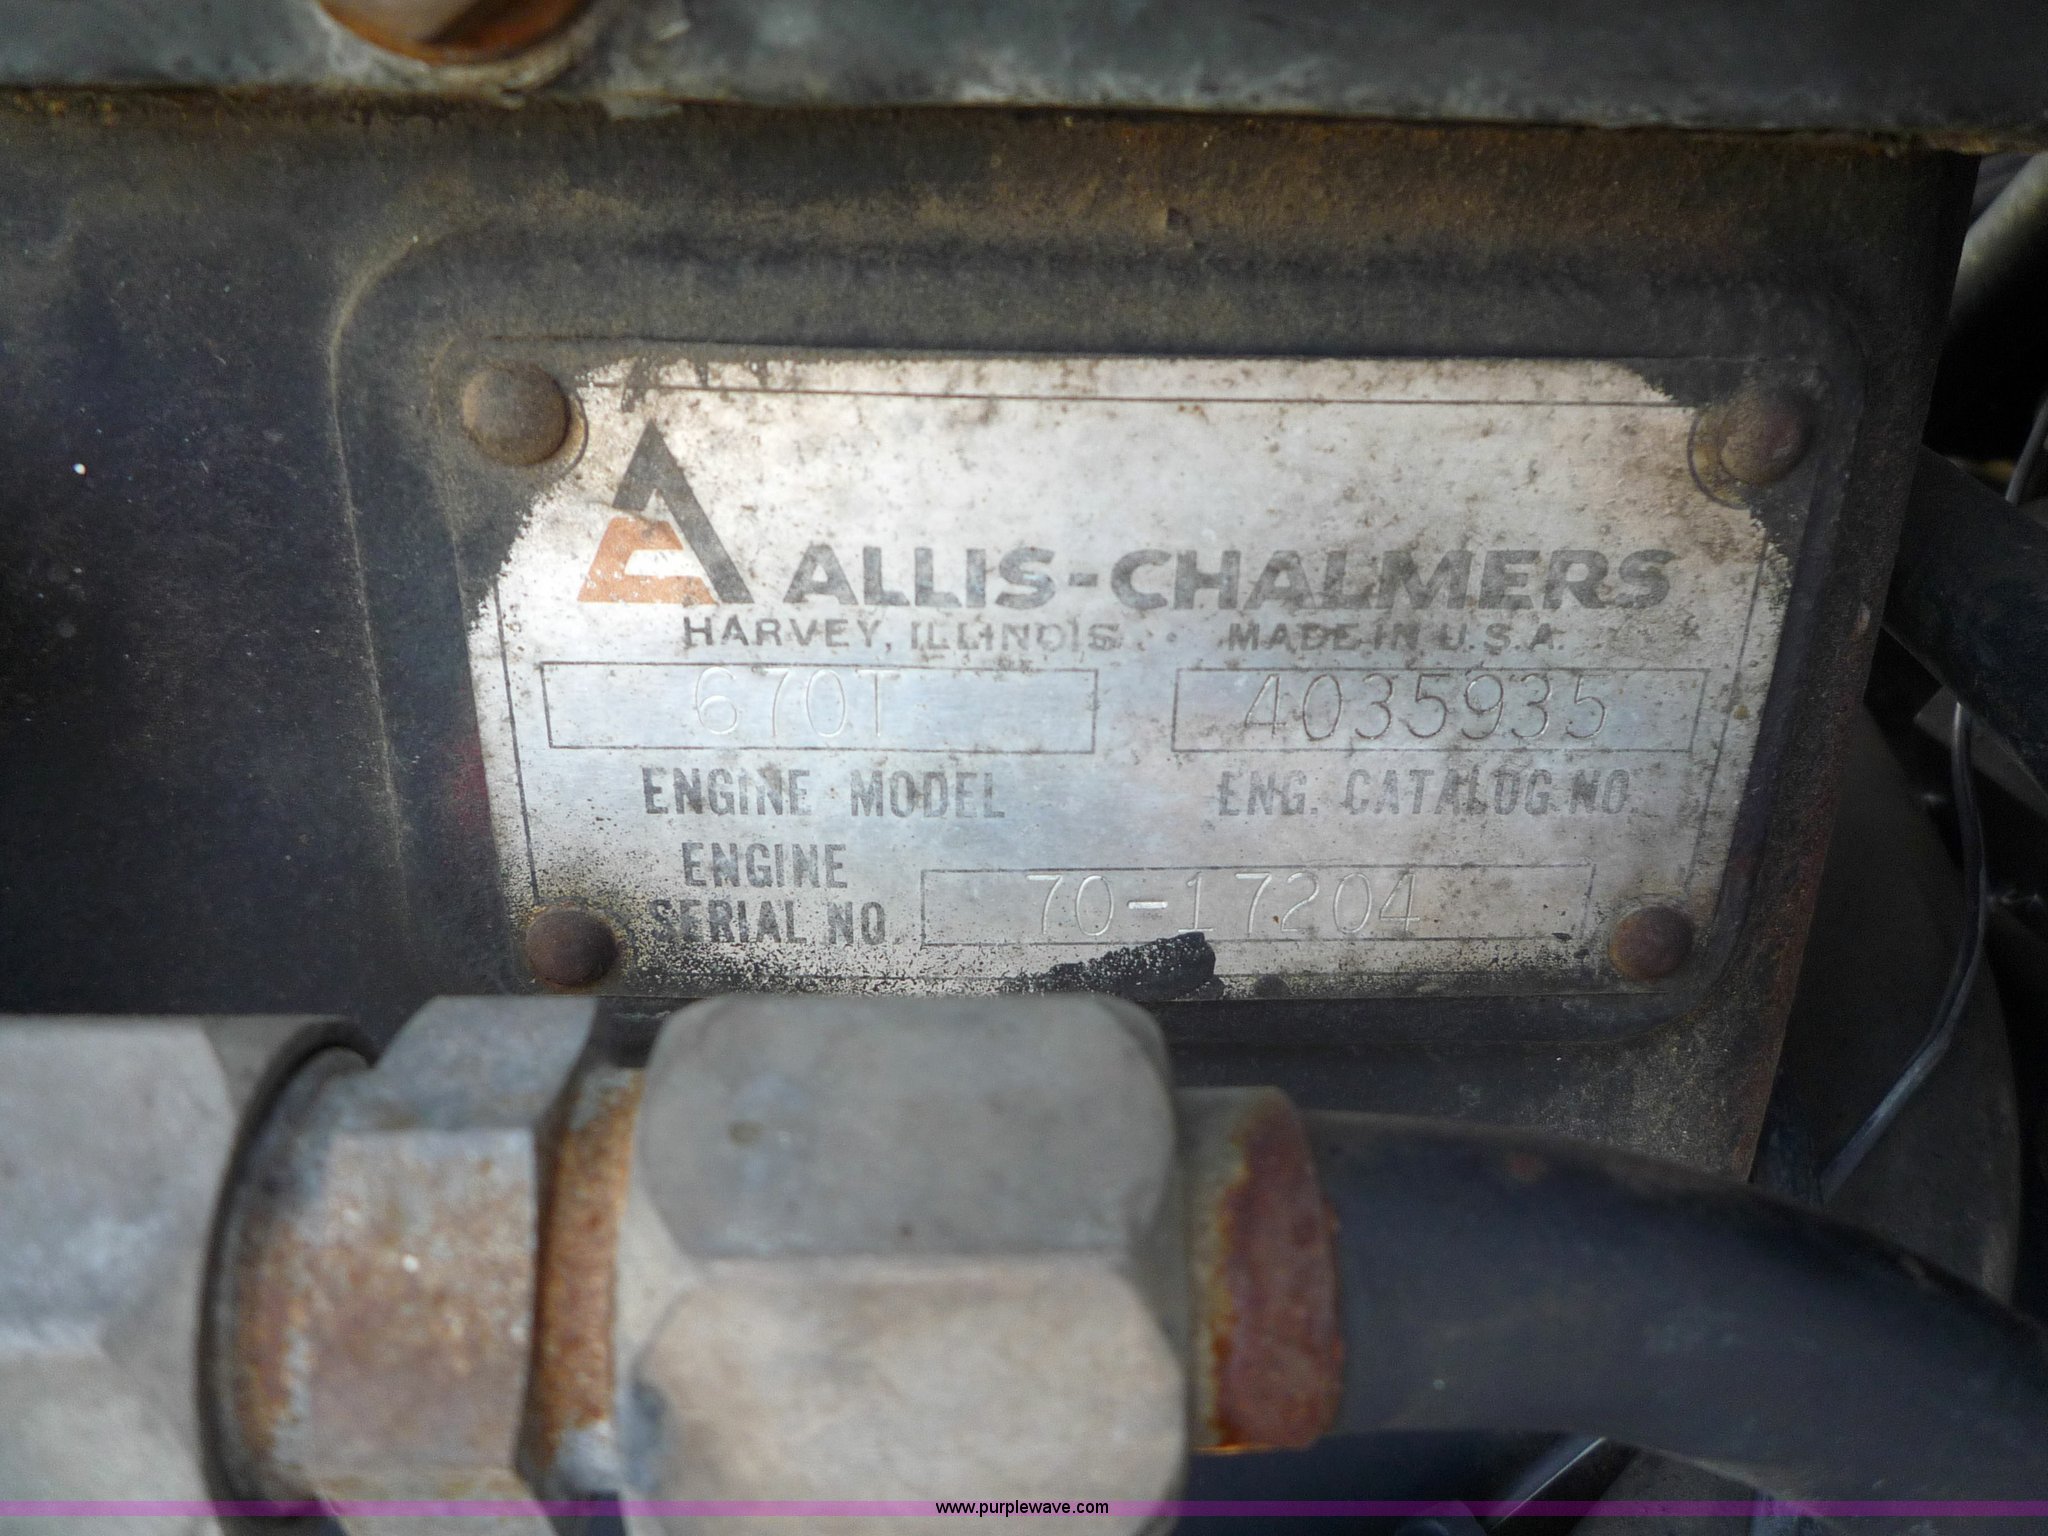 ALLIS-CHALMERS
HARVEY, ILLINOIS MADE IN U.S.A.
670T 4035935
ENGINE MODEL ENG. CATALOG NO.
ENGINE
SERIAL NO. 70-17204
www.purplewave.com